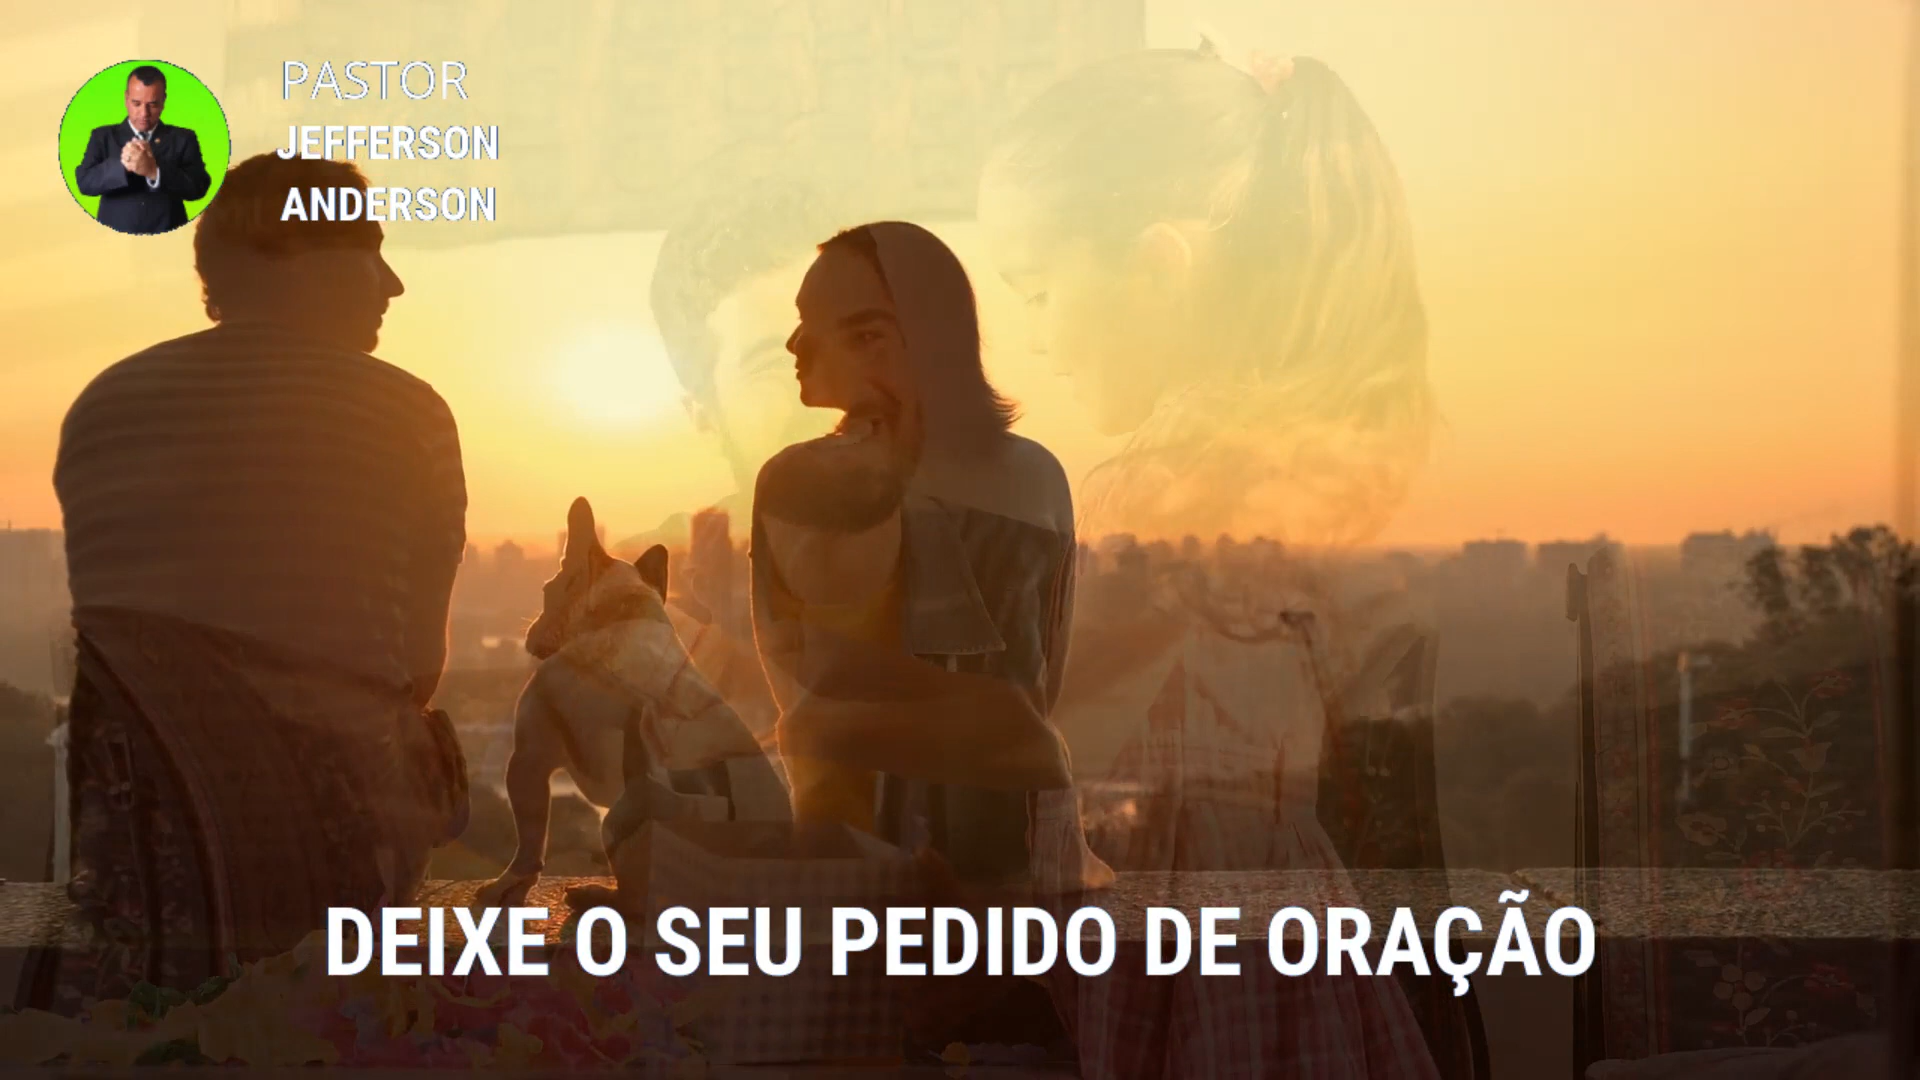 PASTOR
JEFFERSON
ANDERSON
DEIXE O SEU PEDIDO DE ORAÇÃO